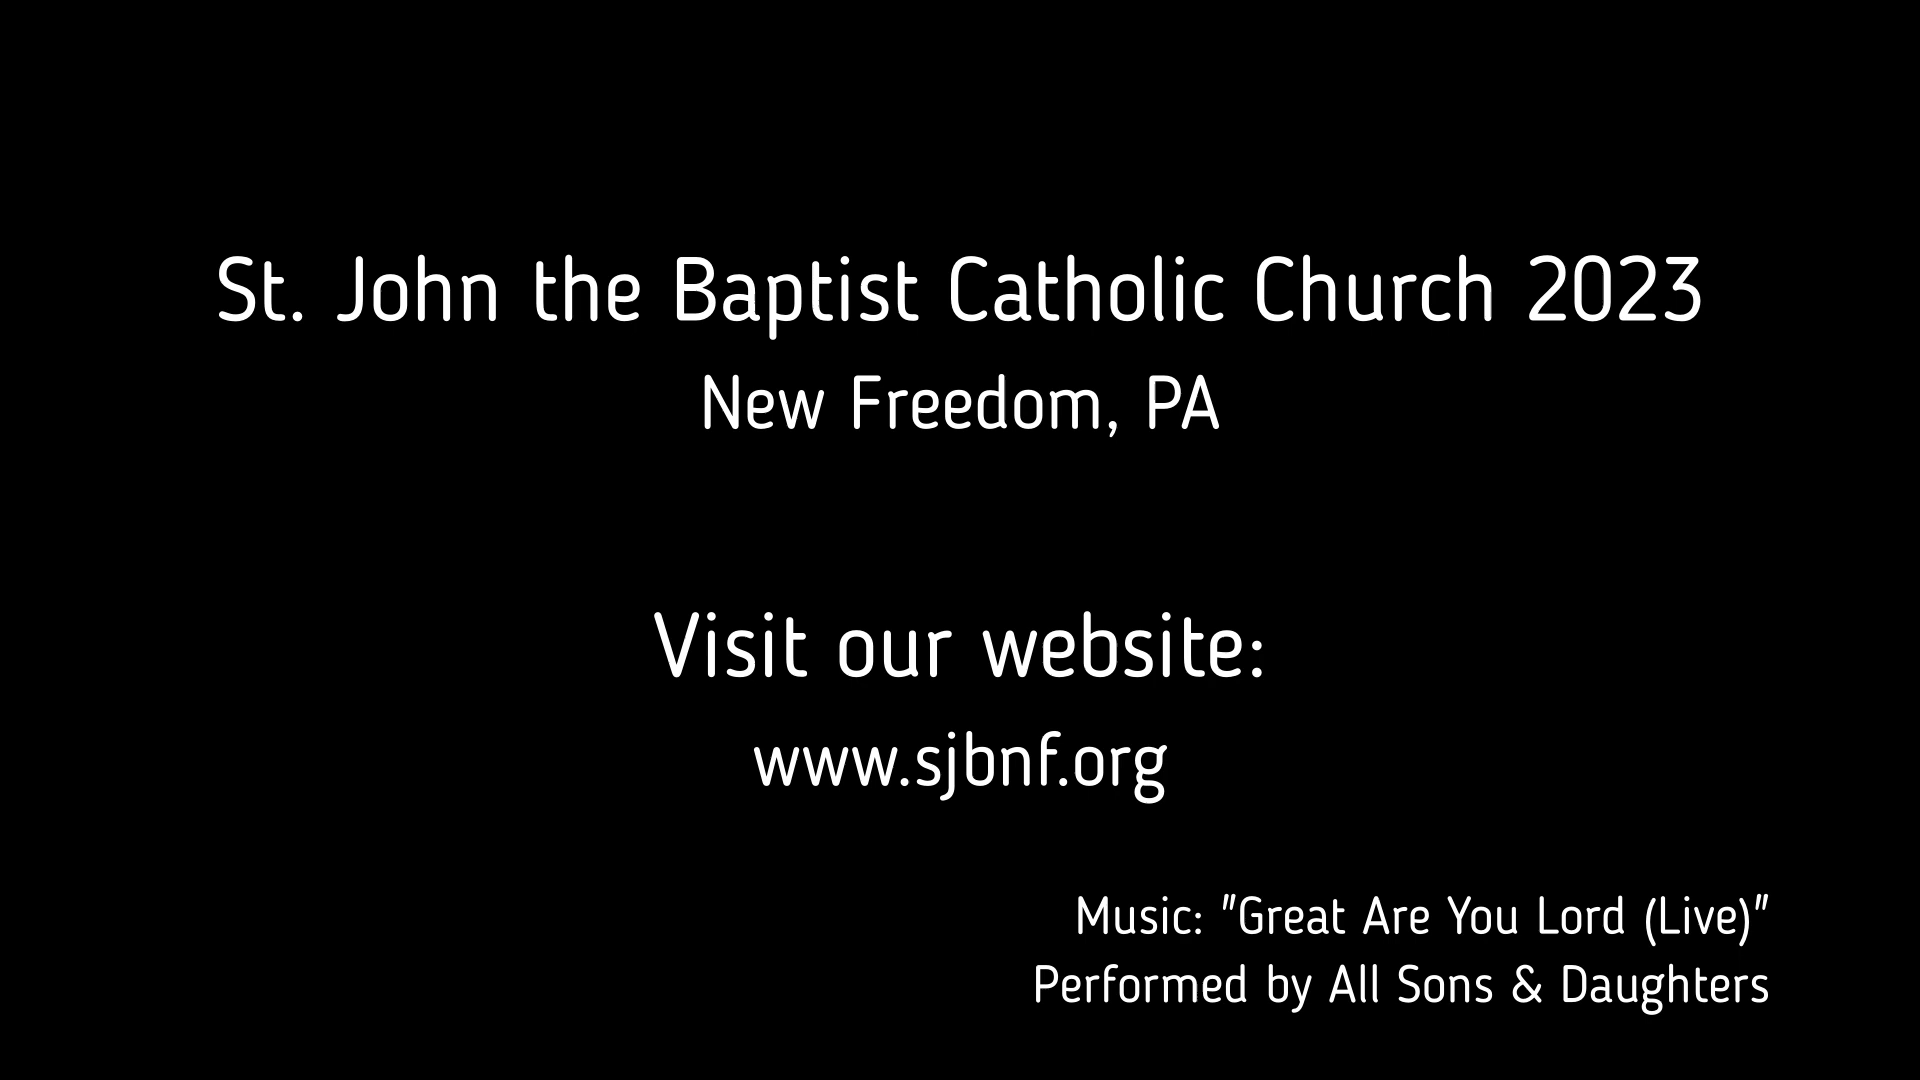 St. John the Baptist Catholic Church 2023
New Freedom, PA
Visit our website:
www.sjbnf.org
Music: "Great Are You Lord (Live)"
Performed by All Sons & Daughters